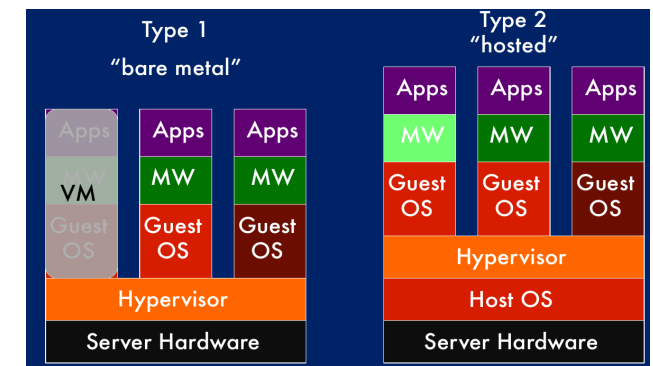 Type 1
“bare metal”
Apps
Apps
Apps
MW
VM
MW
MW
Guest
OS
Guest
OS
Guest
OS
Hypervisor
Server Hardware
Type 2
“hosted”
Apps
Apps
Apps
MW
MW
MW
Guest
OS
Guest
OS
Guest
OS
Hypervisor
Host OS
Server Hardware